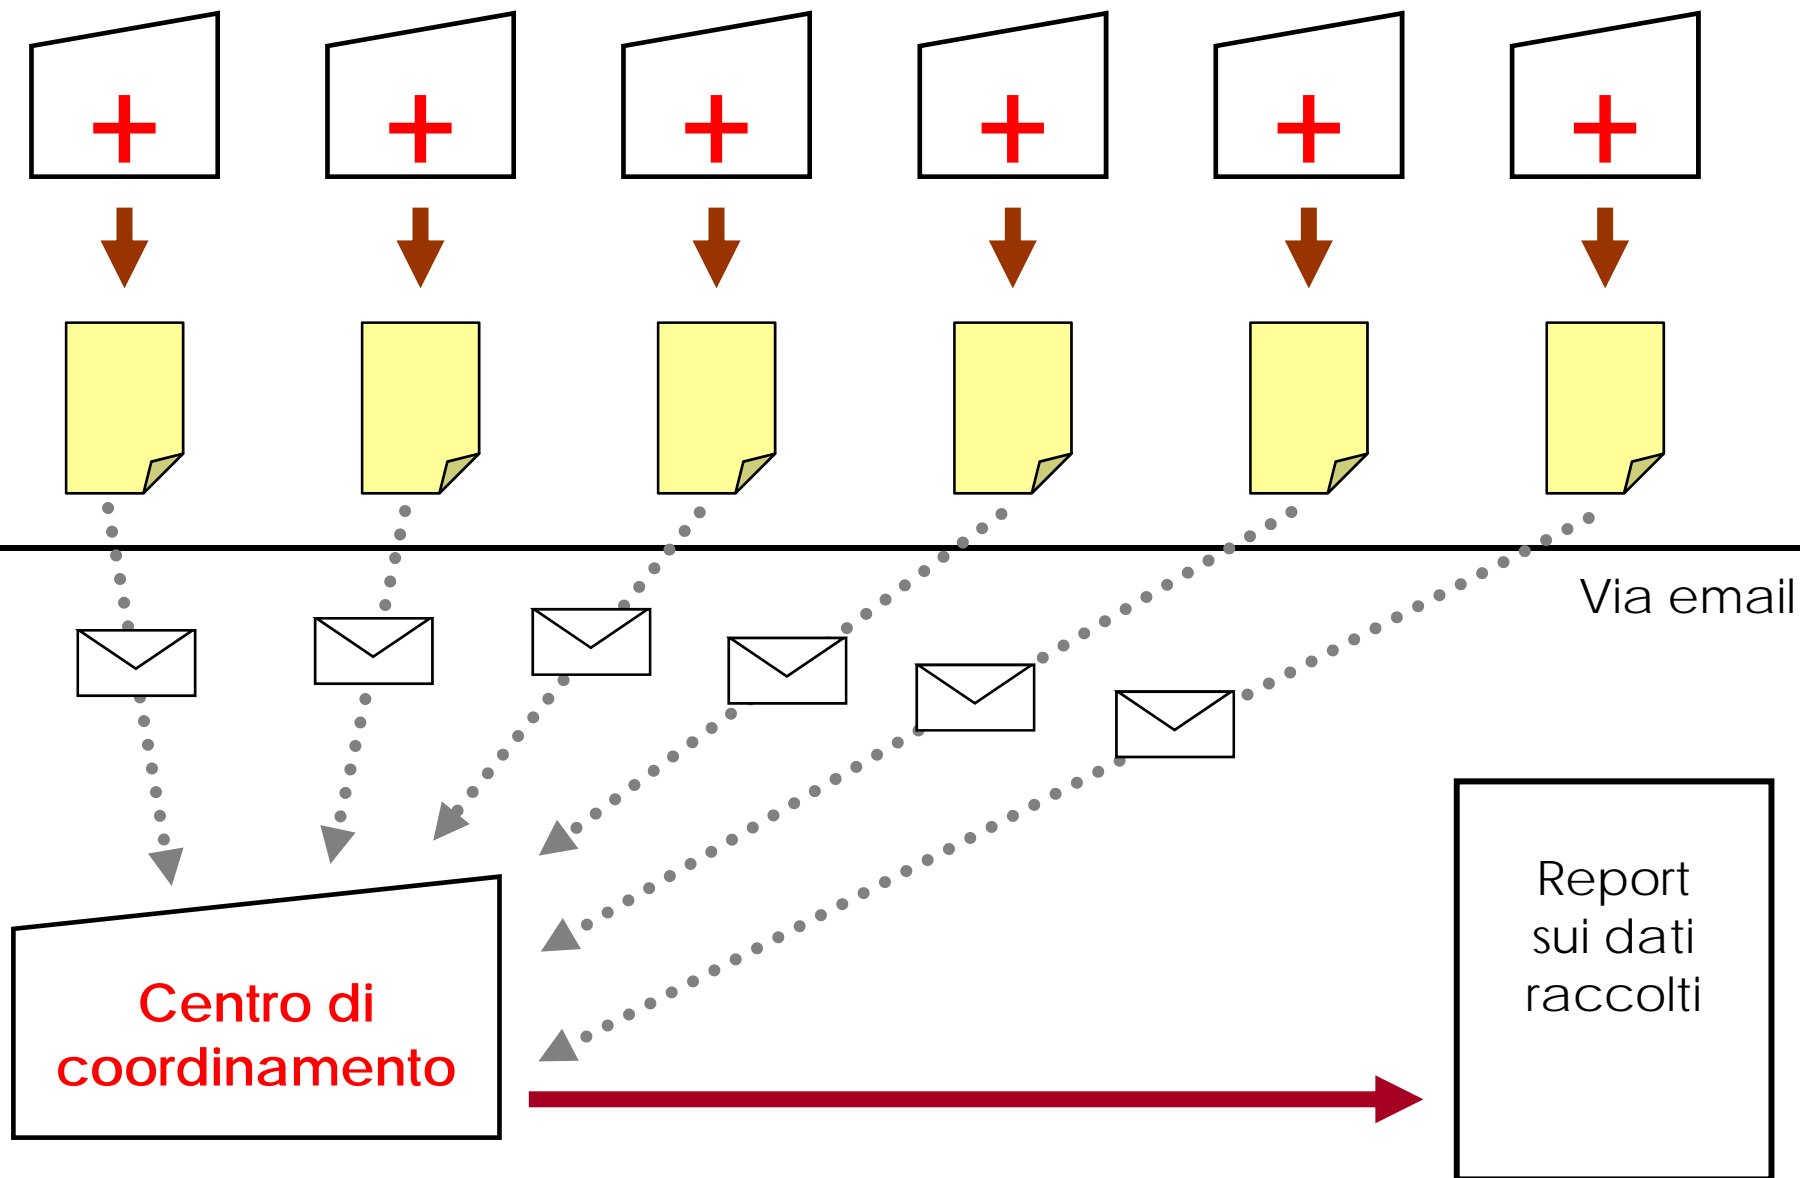 Via email
Report
sui dati
raccolti
Centro di
coordinamento